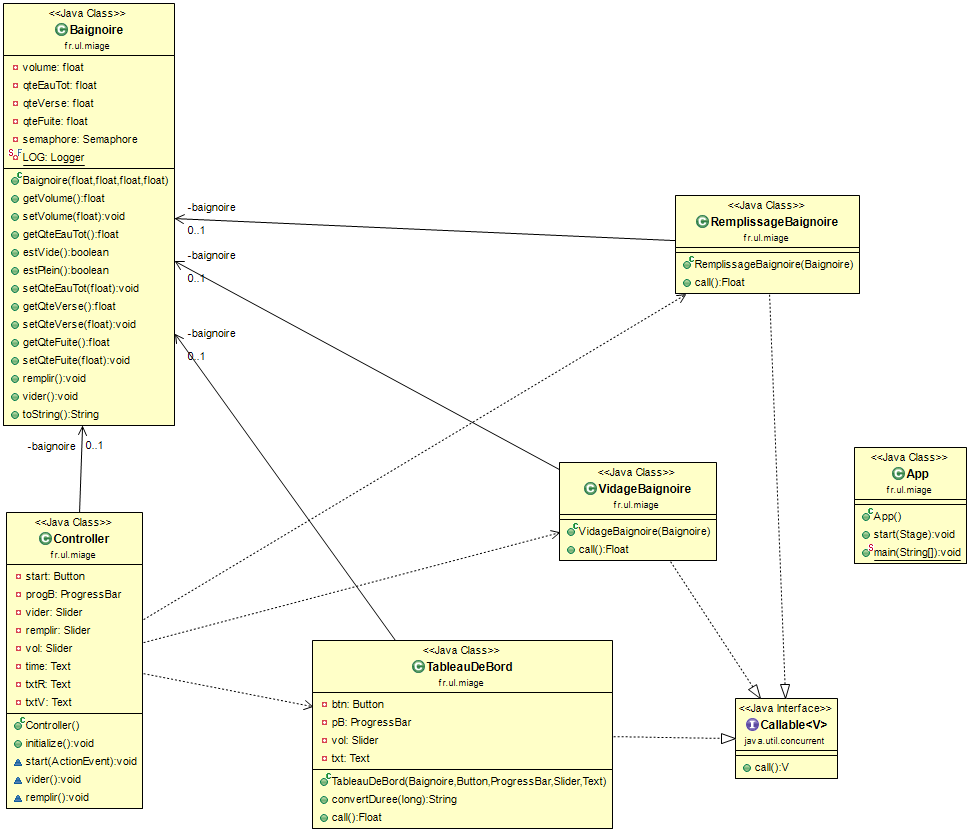 <<Java Class>>
Baignoire
fr.ul.miage
volume: float
qteEauTot: float
qteVerse: float
qteFuite: float
semaphore: Semaphore
S F
LOG: Logger
C
Baignoire(float,float,float,float)
getVolume():float
setVolume(float):void
getQteEauTot():float
estVide():boolean
estPlein():boolean
setQteEauTot(float):void
getQteVerse():float
setQteVerse(float):void
getQteFuite():float
setQteFuite(float):void
remplir():void
vider():void
toString():String
-baignoire
0..1
-baignoire
0..1
-baignoire
0..1
-baignoire 0..1
<<Java Class>>
RemplissageBaignoire
fr.ul.miage
RemplissageBaignoire(Baignoire)
call():Float
<<Java Class>>
VidageBaignoire
fr.ul.miage
VidageBaignoire(Baignoire)
call():Float
<<Java Class>>
App
fr.ul.miage
App()
start(Stage):void
main(String[]):void
<<Java Class>>
Controller
fr.ul.miage
start: Button
progB: ProgressBar
vider: Slider
remplir: Slider
vol: Slider
time: Text
txtR: Text
txtV: Text
Controller()
initialize():void
start(ActionEvent):void
vider():void
remplir():void
<<Java Class>>
TableauDeBord
fr.ul.miage
btn: Button
pB: ProgressBar
vol: Slider
txt: Text
TableauDeBord(Baignoire,Button,ProgressBar,Slider,Text)
convertDuree(long):String
call():Float
<<Java Interface>>
Callable<V>
java.util.concurrent
call():V